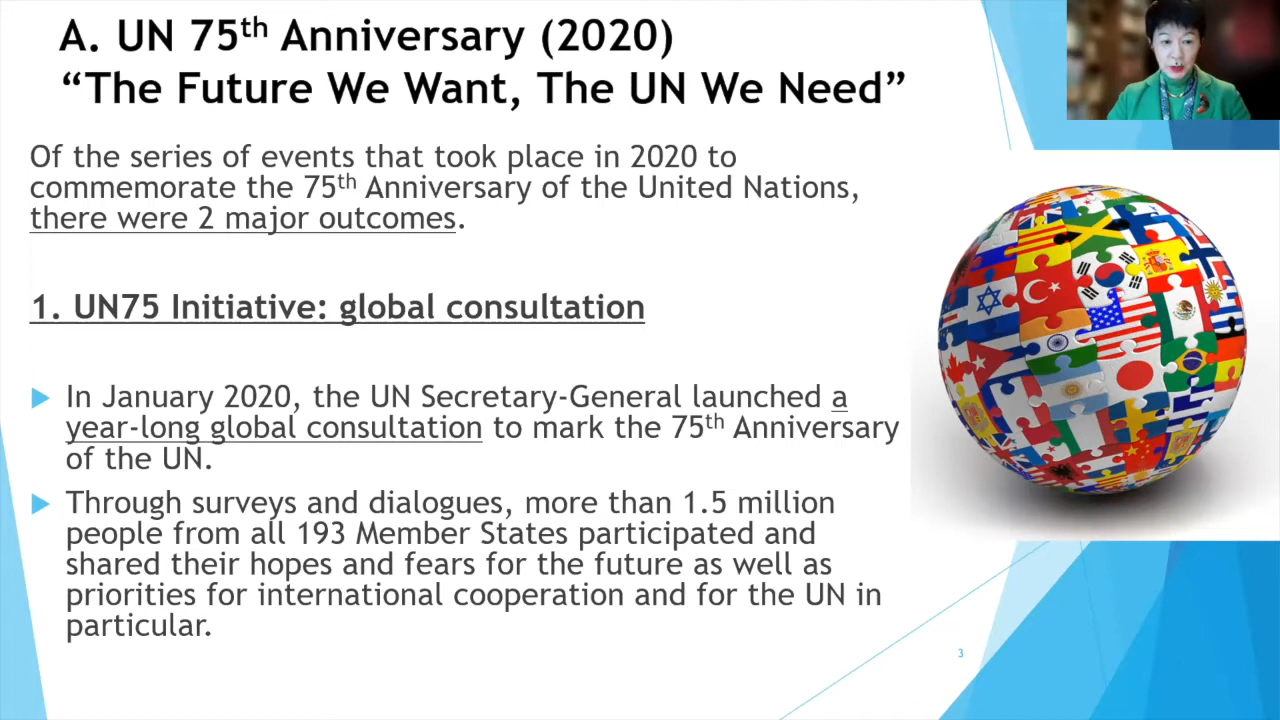 A. UN 75th Anniversary (2020)
“The Future We Want, The UN We Need”
Of the series of events that took place in 2020 to
commemorate the 75th Anniversary of the United Nations,
there were 2 major outcomes.
1. UN75 Initiative: global consultation
In January 2020, the UN Secretary-General launched a
year-long global consultation to mark the 75th Anniversary
of the UN.
Through surveys and dialogues, more than 1.5 million
people from all 193 Member States participated and
shared their hopes and fears for the future as well as
priorities for international cooperation and for the UN in
particular.
3